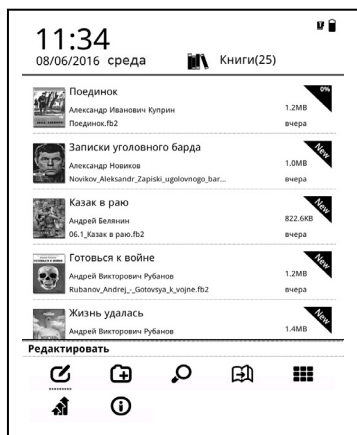 11:34
08/06/2016 среда
Книги(25)
Поединок
0%
Александр Иванович Куприн
1.2MB
Поединок.fb2
вчера
Записки уголовного барда
New
Александр Новиков
1.0MB
Novikov_Aleksandr_Zapiski_ugolovnogo_bar...
вчера
Казак в раю
New
Андрей Белянин
822.6KB
06.1_Казак в раю.fb2
вчера
Готовься к войне
New
Андрей Викторович Рубанов
1.2MB
Rubanov_Andrej_-_Gotovsya_k_vojne.fb2
вчера
Жизнь удалась
New
Андрей Викторович Рубанов
1.4MB
Редактировать